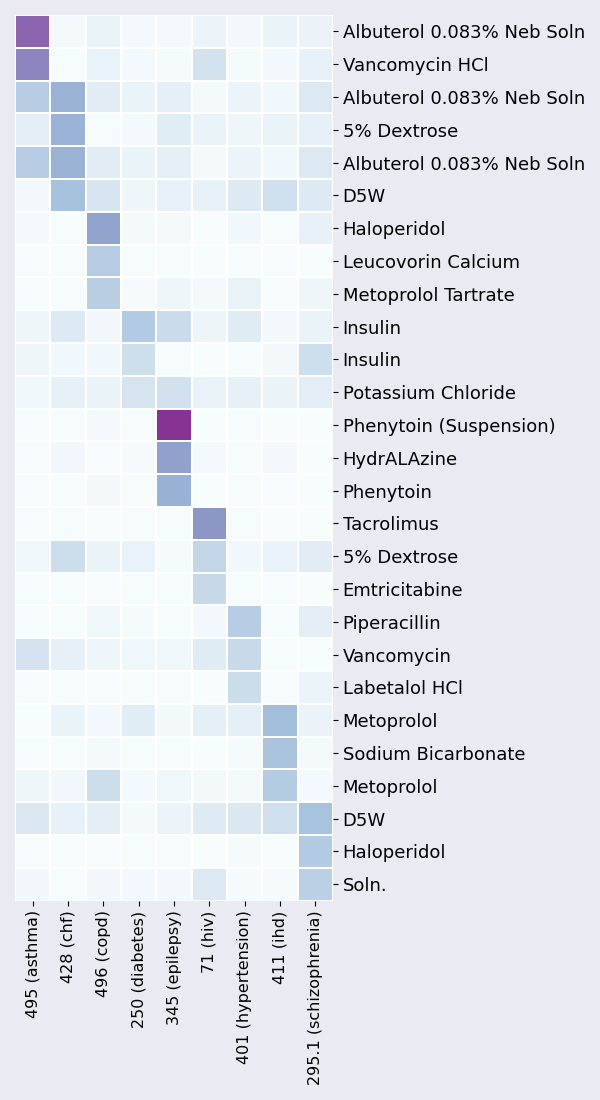 Albuterol 0.083% Neb Soln
Vancomycin HCl
Albuterol 0.083% Neb Soln
5% Dextrose
Albuterol 0.083% Neb Soln
D5W
Haloperidol
Leucovorin Calcium
Metoprolol Tartrate
Insulin
Insulin
Potassium Chloride
Phenytoin (Suspension)
HydrALAzine
Phenytoin
Tacrolimus
5% Dextrose
Emtricitabine
Piperacillin
Vancomycin
Labetalol HCl
Metoprolol
Sodium Bicarbonate
Metoprolol
D5W
Haloperidol
Soln.
495 (asthma)
428 (chf)
496 (copd)
250 (diabetes)
345 (epilepsy)
71 (hiv)
401 (hypertension)
411 (ihd)
295.1 (schizophrenia)